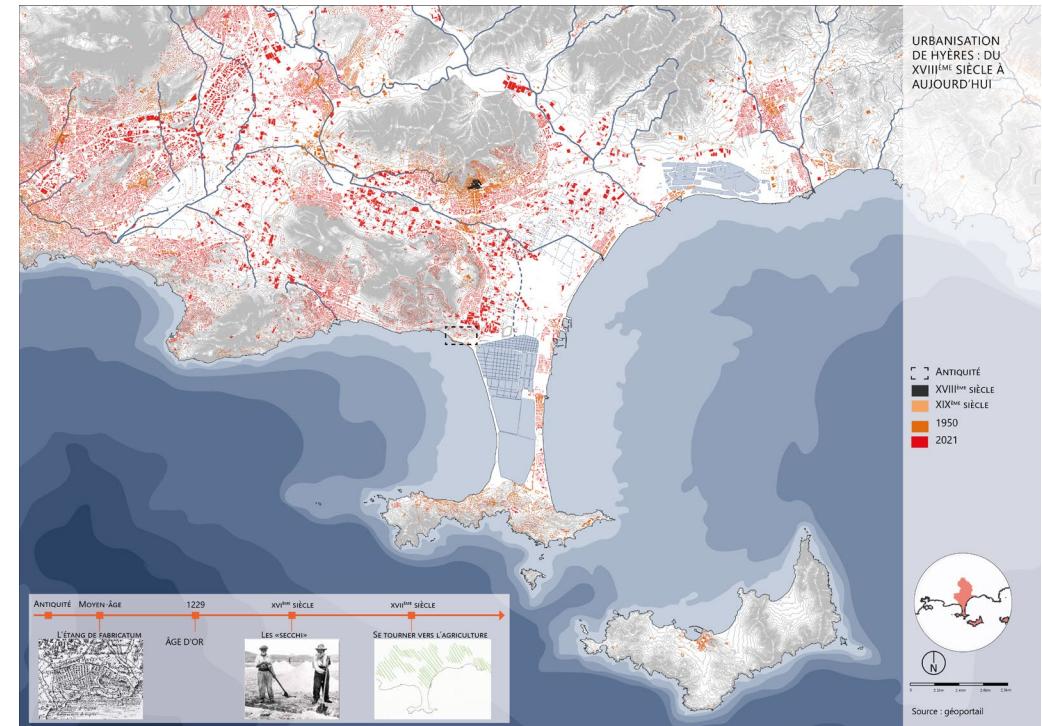 URBANISATION
DE HYÈRES : DU
XVIIIÈME SIÈCLE À
AUJOURD'HUI
ANTIQUITÉ
XVIIIÈME SIÈCLE
XIXÈME SIÈCLE
1950
2021
N
Source : géoportail
ANTIQUITÉ MOYEN-ÂGE 1229 XVIÈME SIÈCLE XVIIÈME SIÈCLE
L'ÉTANG DE FABRICATUM ÂGE D'OR LES «SECCHI» SE TOURNER VERS L'AGRICULTURE